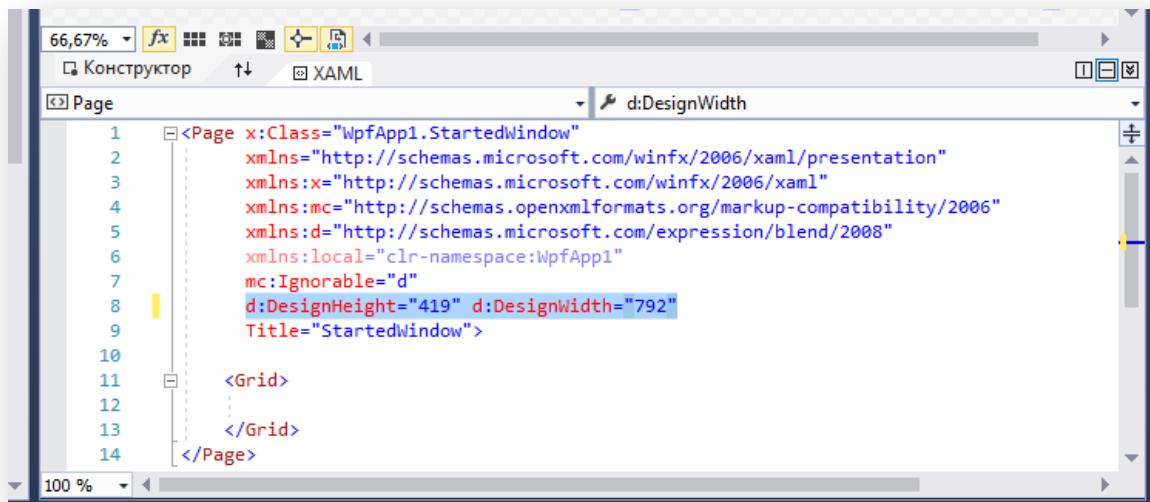 66,67%
Конструктор XAML
Page d:DesignWidth
1 <Page x:Class="WpfApp1.StartedWindow"
2 xmlns="http://schemas.microsoft.com/winfx/2006/xaml/presentation"
3 xmlns:x="http://schemas.microsoft.com/winfx/2006/xaml"
4 xmlns:mc="http://schemas.openxmlformats.org/markup-compatibility/2006"
5 xmlns:d="http://schemas.microsoft.com/expression/blend/2008"
6 xmlns:local="clr-namespace:WpfApp1"
7 mc:Ignorable="d"
8 d:DesignHeight="419" d:DesignWidth="792"
9 Title="StartedWindow">
10
11 <Grid>
12
13 </Grid>
14 </Page>
100 %